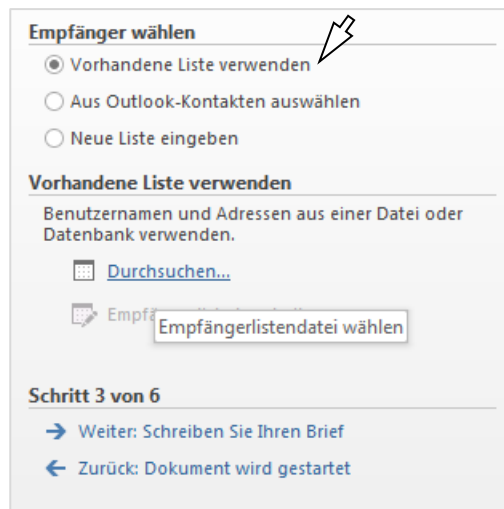 Empfänger wählen
Vorhandene Liste verwenden
Aus Outlook-Kontakten auswählen
Neue Liste eingeben
Vorhandene Liste verwenden
Benutzernamen und Adressen aus einer Datei oder
Datenbank verwenden.
Durchsuchen...
Empfängerlistendatei wählen
Schritt 3 von 6
Weiter: Schreiben Sie Ihren Brief
Zurück: Dokument wird gestartet